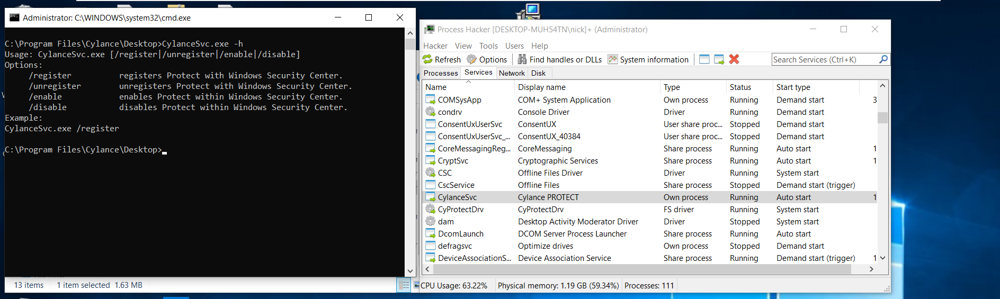 Administrator: C:\WINDOWS\system32\cmd.exe
C:\Program Files\Cylance\Desktop>CylanceSvc.exe -h
Usage: CylanceSvc.exe [/register|/unregister|/enable|/disable]
Options:
/register registers Protect with Windows Security Center.
/unregister unregisters Protect with Windows Security Center.
/enable enables Protect within Windows Security Center.
/disable disables Protect within Windows Security Center.
Example:
CylanceSvc.exe /register
C:\Program Files\Cylance\Desktop>
13 items 1 item selected 1.63 MB
Process Hacker [DESKTOP-MUH54TN\nick]+ (Administrator)
Hacker View Tools Users Help
Refresh Options Find handles or DLLs System information Search Services (Ctrl+K)
Processes Services Network Disk
Name Display name Type Status Start type
COMSysApp COM+ System Application Own process Running Demand start 3
condrv Console Driver Driver Running Demand start
ConsentUxUserSvc ConsentUX User share proc... Stopped Demand start
ConsentUxUserSvc_... ConsentUX_40384 User share proc... Stopped Demand start
CoreMessagingReg... CoreMessaging Share process Running Auto start 1
CryptSvc Cryptographic Services Share process Running Auto start 1
CSC Offline Files Driver Driver Running System start
CscService Offline Files Share process Stopped Demand start (trigger)
CylanceSvc Cylance PROTECT Own process Running Auto start 1
CyProtectDrv CyProtectDrv FS driver Running System start
dam Desktop Activity Moderator Driver Driver Stopped System start
DcomLaunch DCOM Server Process Launcher Share process Running Auto start
defragsvc Optimize drives Own process Stopped Demand start
DeviceAssociationS... Device Association Service Share process Running Demand start (trigger) 1
CPU Usage: 63.22% Physical memory: 1.19 GB (59.34%) Processes: 111